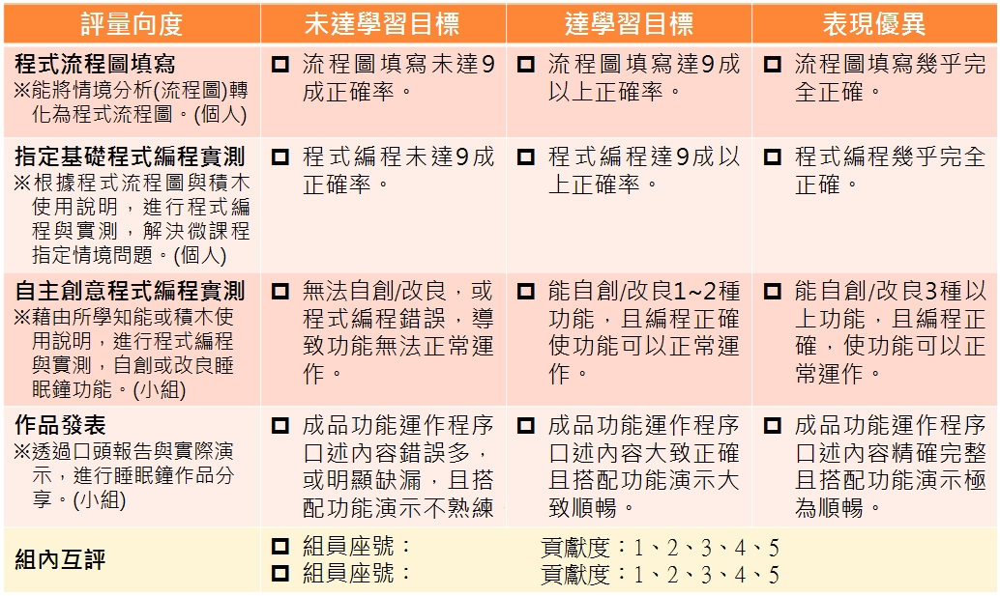 評量向度 未達學習目標 達學習目標 表現優異
程式流程圖填寫
※能將情境分析(流程圖)轉
化為程式流程圖。(個人)
流程圖填寫未達9
成正確率。
流程圖填寫達9成
以上正確率。
流程圖填寫幾乎完
全正確。
指定基礎程式編程實測
※根據程式流程圖與積木
使用說明，進行程式編
程與實測，解決微課程
指定情境問題。(個人)
程式編程未達9成
正確率。
程式編程達9成以
上正確率。
程式編程幾乎完全
正確。
自主創意程式編程實測
※藉由所學知能或積木使
用說明，進行程式編程
與實測，自創或改良睡
眠鐘功能。(小組)
無法自創/改良，或
程式編程錯誤，導
致功能無法正常運
作。
能自創/改良1~2種
功能，且編程正確
使功能可以正常運
作。
能自創/改良3種以
上功能，且編程正
確，使功能可以正
常運作。
作品發表
※透過口頭報告與實際演
示，進行睡眠鐘作品分
享。(小組)
成品功能運作程序
口述內容錯誤多，
或明顯缺漏，且搭
配功能演示不熟練
成品功能運作程序
口述內容大致正確
且搭配功能演示大
致順暢。
成品功能運作程序
口述內容精確完整
且搭配功能演示極
為順暢。
組內互評
組員座號： 貢獻度：1、2、3、4、5
組員座號： 貢獻度：1、2、3、4、5